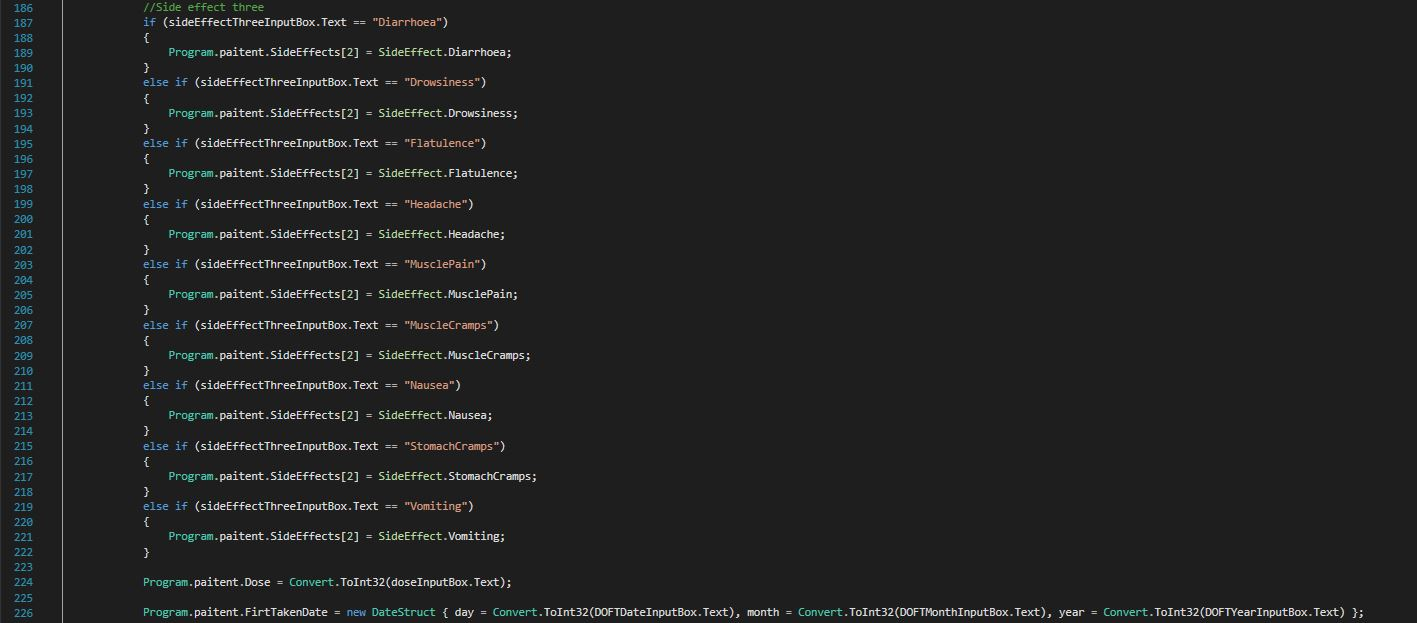 186 //Side effect three
187 if (sideEffectThreeInputBox.Text == "Diarrhoea")
188 {
189 Program.paitent.SideEffects[2] = SideEffect.Diarrhoea;
190 }
191 else if (sideEffectThreeInputBox.Text == "Drowsiness")
192 {
193 Program.paitent.SideEffects[2] = SideEffect.Drowsiness;
194 }
195 else if (sideEffectThreeInputBox.Text == "Flatulence")
196 {
197 Program.paitent.SideEffects[2] = SideEffect.Flatulence;
198 }
199 else if (sideEffectThreeInputBox.Text == "Headache")
200 {
201 Program.paitent.SideEffects[2] = SideEffect.Headache;
202 }
203 else if (sideEffectThreeInputBox.Text == "MusclePain")
204 {
205 Program.paitent.SideEffects[2] = SideEffect.MusclePain;
206 }
207 else if (sideEffectThreeInputBox.Text == "MuscleCramps")
208 {
209 Program.paitent.SideEffects[2] = SideEffect.MuscleCramps;
210 }
211 else if (sideEffectThreeInputBox.Text == "Nausea")
212 {
213 Program.paitent.SideEffects[2] = SideEffect.Nausea;
214 }
215 else if (sideEffectThreeInputBox.Text == "StomachCramps")
216 {
217 Program.paitent.SideEffects[2] = SideEffect.StomachCramps;
218 }
219 else if (sideEffectThreeInputBox.Text == "Vomiting")
220 {
221 Program.paitent.SideEffects[2] = SideEffect.Vomiting;
222 }
223
224 Program.paitent.Dose = Convert.ToInt32(doseInputBox.Text);
225
226 Program.paitent.FirtTakenDate = new DateStruct { day = Convert.ToInt32(DOFTDateInputBox.Text), month = Convert.ToInt32(DOFTMonthInputBox.Text), year = Convert.ToInt32(DOFTYearInputBox.Text) };